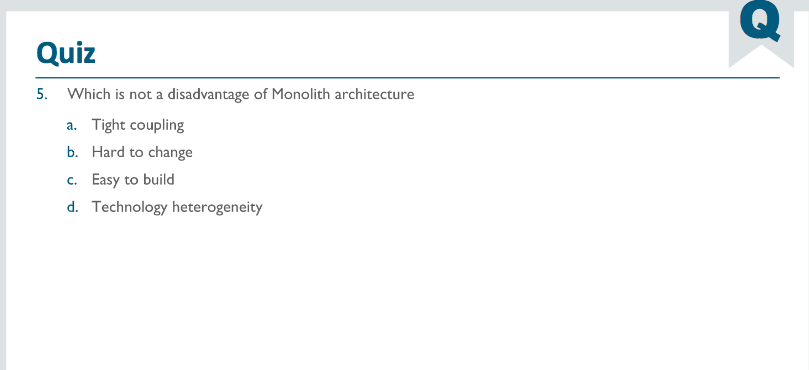 Q
Quiz
5. Which is not a disadvantage of Monolith architecture
a. Tight coupling
b. Hard to change
c. Easy to build
d. Technology heterogeneity